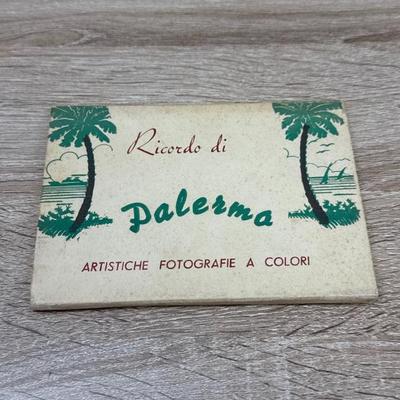 Ricordo di
Palermo
ARTISTICHE FOTOGRAFIE A COLORI